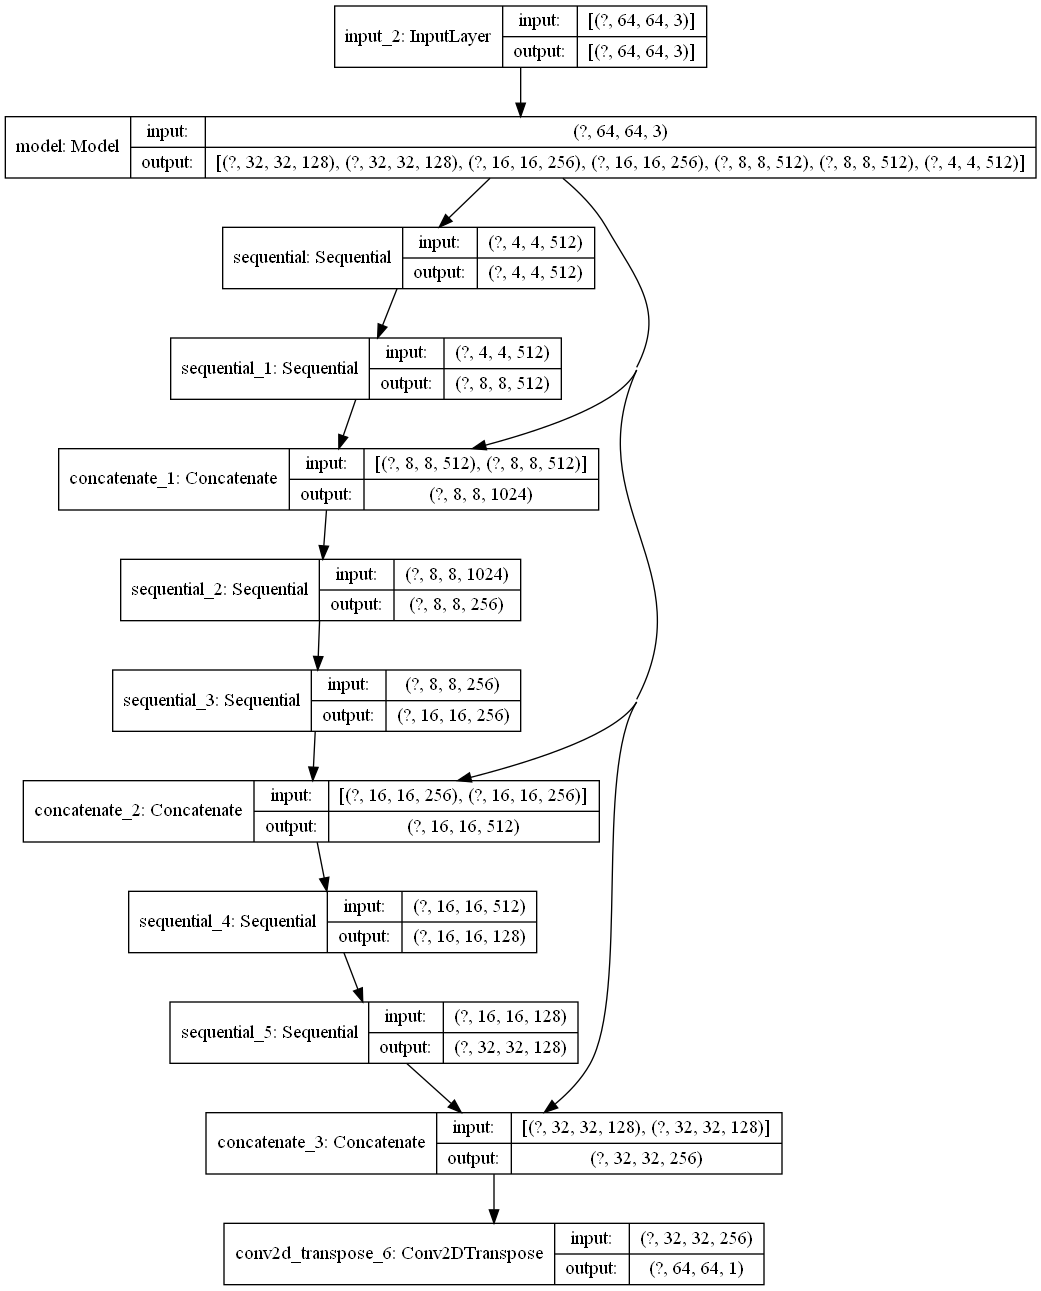 input_2: InputLayer input: [(?, 64, 64, 3)]
output: [(?, 64, 64, 3)]
model: Model input: (?, 64, 64, 3)
output: [(?, 32, 32, 128), (?, 32, 32, 128), (?, 16, 16, 256), (?, 16, 16, 256), (?, 8, 8, 512), (?, 8, 8, 512), (?, 4, 4, 512)]
sequential: Sequential input: (?, 4, 4, 512)
output: (?, 4, 4, 512)
sequential_1: Sequential input: (?, 4, 4, 512)
output: (?, 8, 8, 512)
concatenate_1: Concatenate input: [(?, 8, 8, 512), (?, 8, 8, 512)]
output: (?, 8, 8, 1024)
sequential_2: Sequential input: (?, 8, 8, 1024)
output: (?, 8, 8, 256)
sequential_3: Sequential input: (?, 8, 8, 256)
output: (?, 16, 16, 256)
concatenate_2: Concatenate input: [(?, 16, 16, 256), (?, 16, 16, 256)]
output: (?, 16, 16, 512)
sequential_4: Sequential input: (?, 16, 16, 512)
output: (?, 16, 16, 128)
sequential_5: Sequential input: (?, 16, 16, 128)
output: (?, 32, 32, 128)
concatenate_3: Concatenate input: [(?, 32, 32, 128), (?, 32, 32, 128)]
output: (?, 32, 32, 256)
conv2d_transpose_6: Conv2DTranspose input: (?, 32, 32, 256)
output: (?, 64, 64, 1)